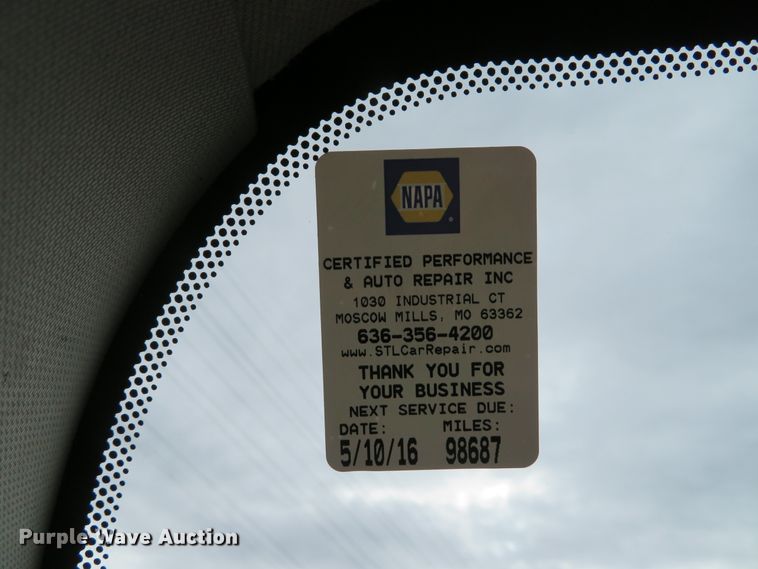 NAPA
CERTIFIED PERFORMANCE
& AUTO REPAIR INC
1030 INDUSTRIAL CT
MOSCOW MILLS, MO 63362
636-356-4200
www.STLCarRepair.com
THANK YOU FOR
YOUR BUSINESS
NEXT SERVICE DUE:
DATE: MILES:
5/10/16 98687
Purple Wave Auction